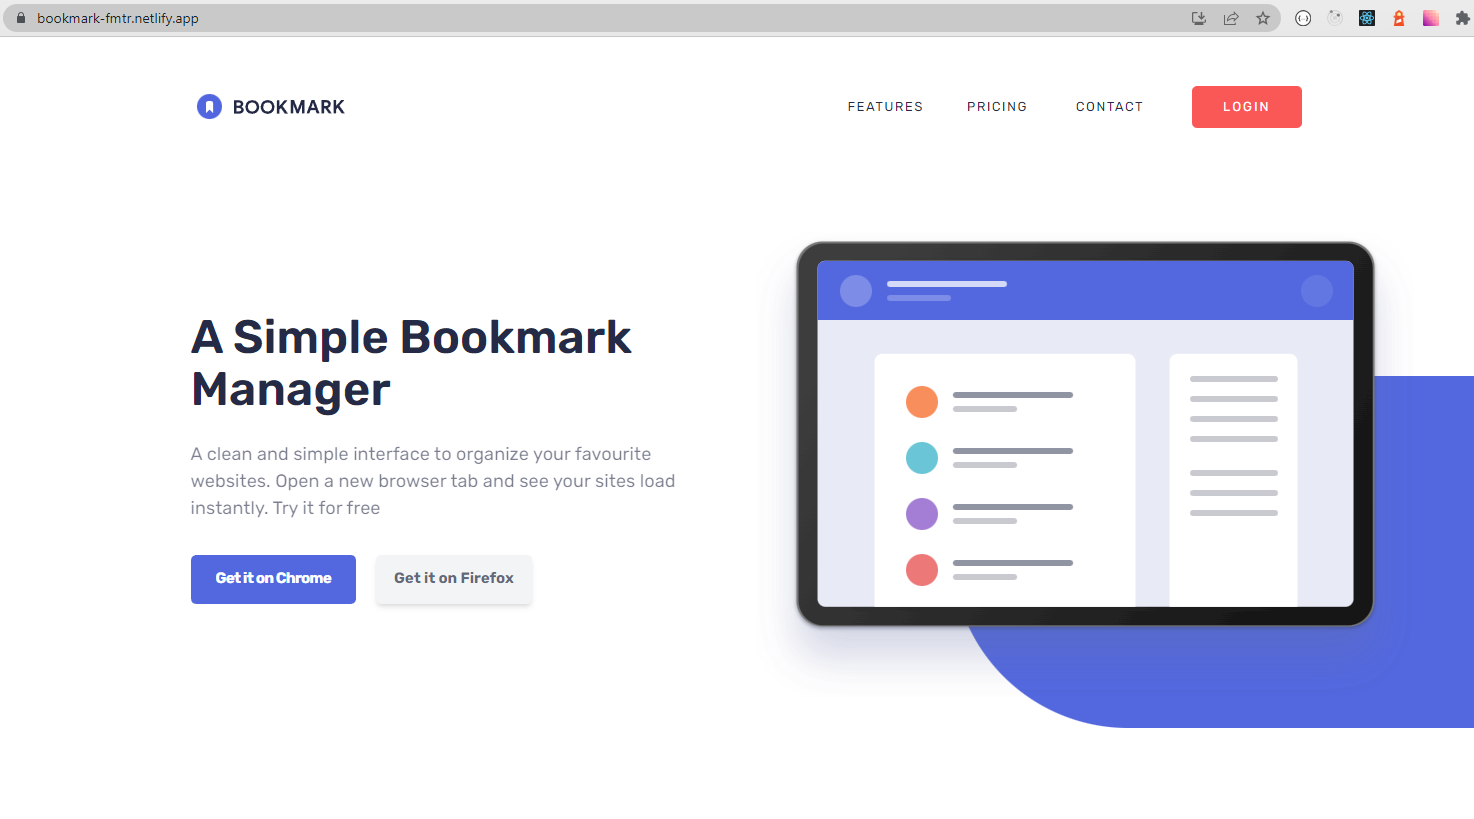 bookmark-fmtr.netlify.app
BOOKMARK
FEATURES PRICING CONTACT LOGIN
A Simple Bookmark
Manager
A clean and simple interface to organize your favourite
websites. Open a new browser tab and see your sites load
instantly. Try it for free
Get it on Chrome Get it on Firefox